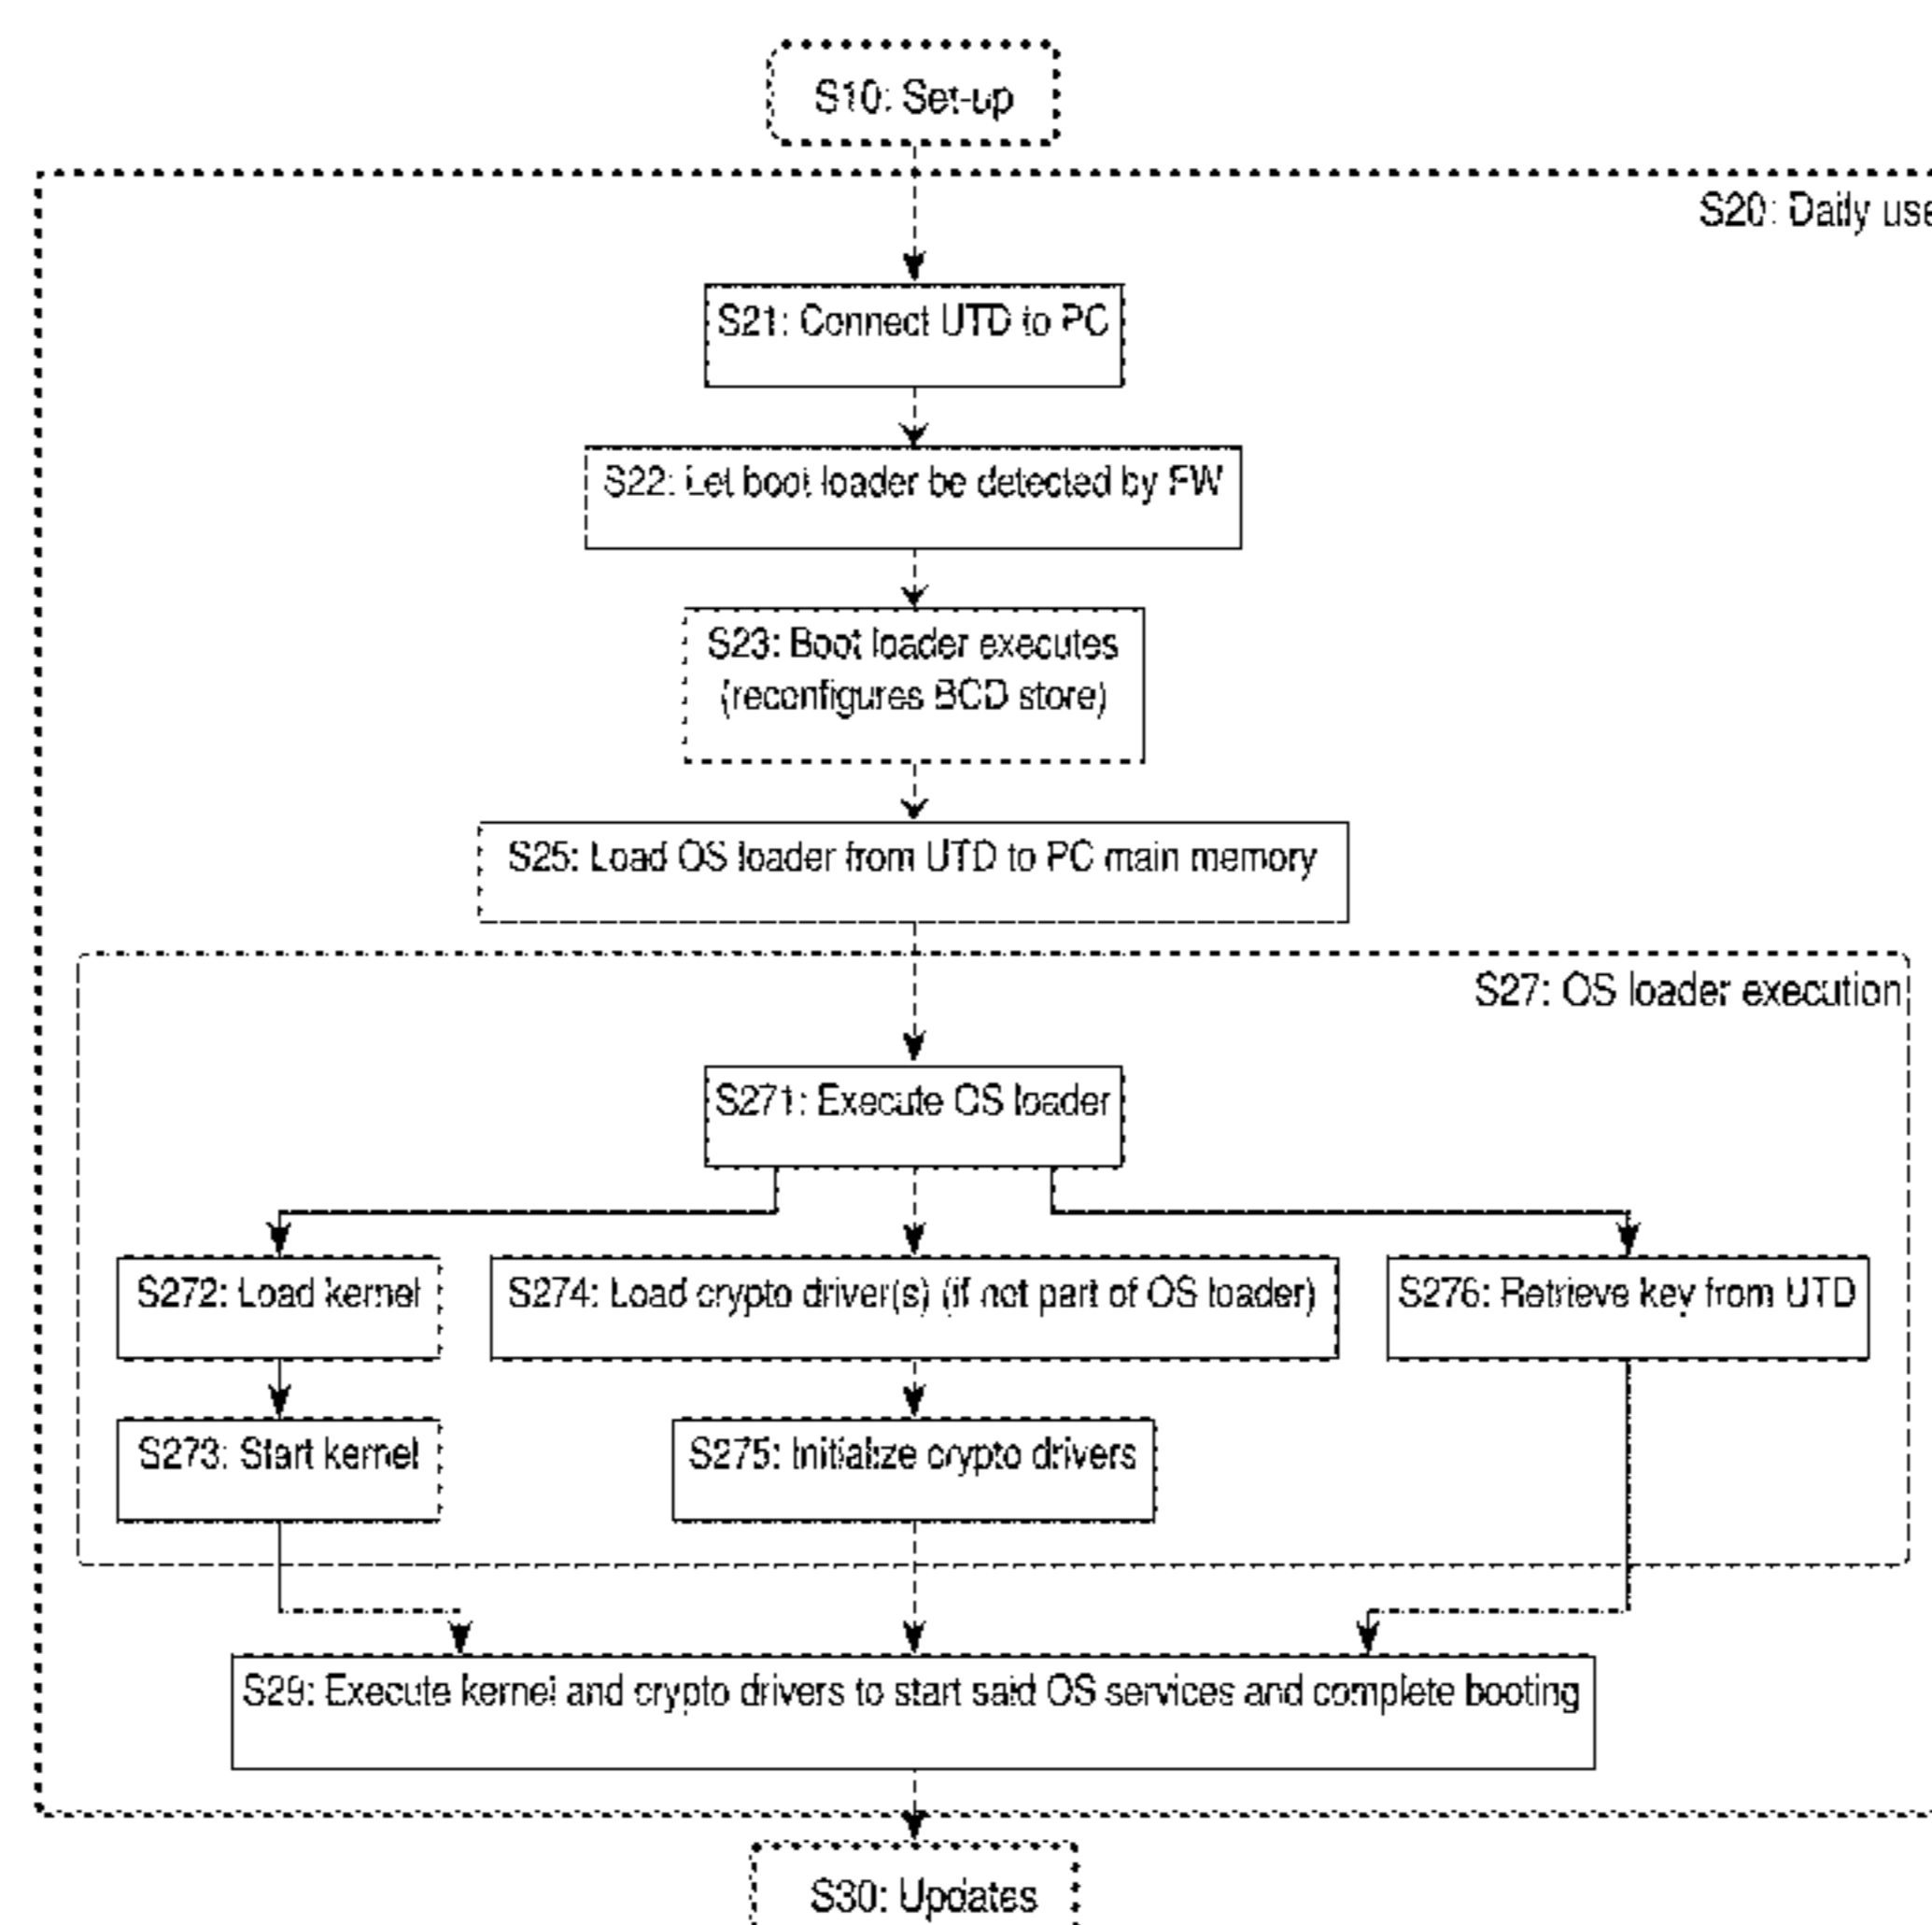 S10: Set-up
S20: Daily use
S21: Connect UTD to PC
S22: Let boot loader be detected by FW
S23: Boot loader executes
(reconfigures BCD store)
S25: Load OS loader from UTD to PC main memory
S27: OS loader execution
S271: Execute OS loader
S272: Load kernel
S274: Load crypto driver(s) (if not part of OS loader)
S276: Retrieve key from UTD
S273: Start kernel
S275: Initialize crypto drivers
S29: Execute kernel and crypto drivers to start said OS services and complete booting
S30: Updates